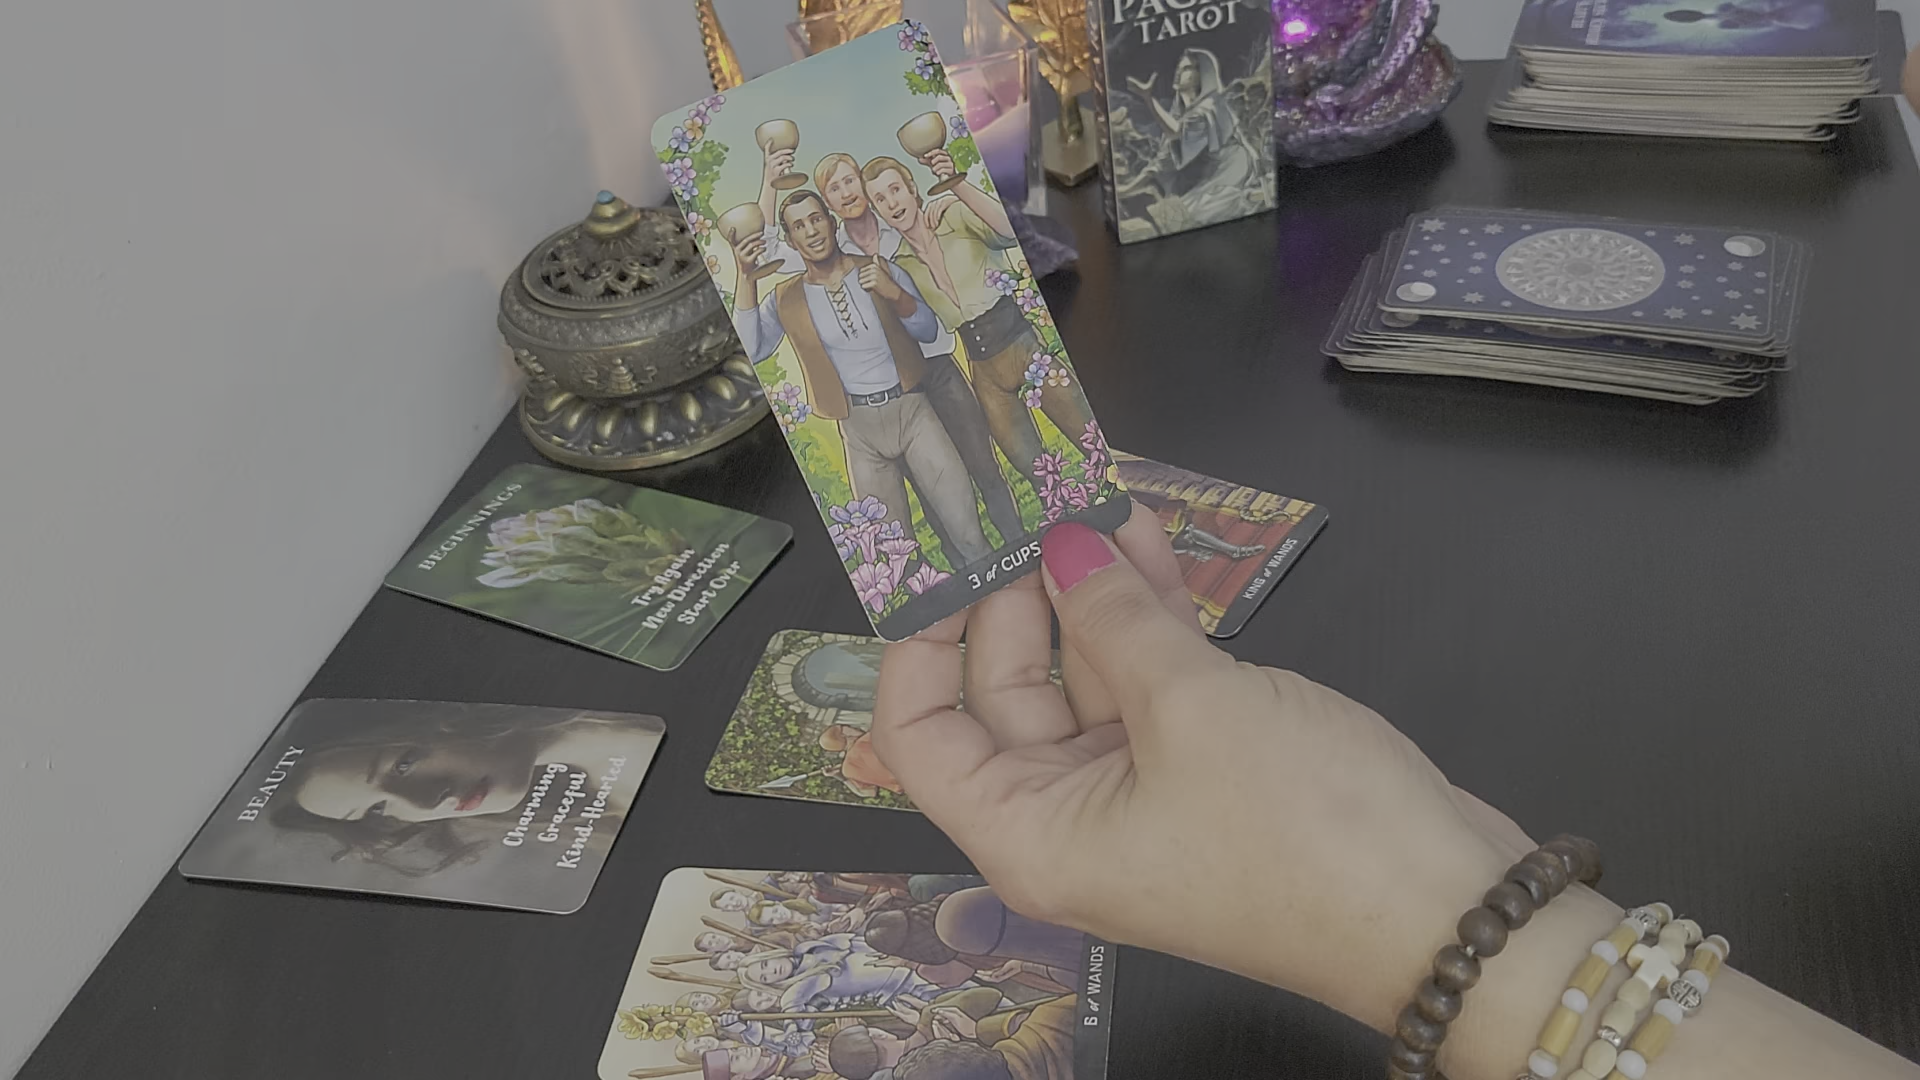 TAROT
3 of CUPS
BEGINNINGS
Try Again
New Direction
Start Over
KING of WANDS
BEAUTY
Charming
Graceful
Kind-Hearted
6 of WANDS